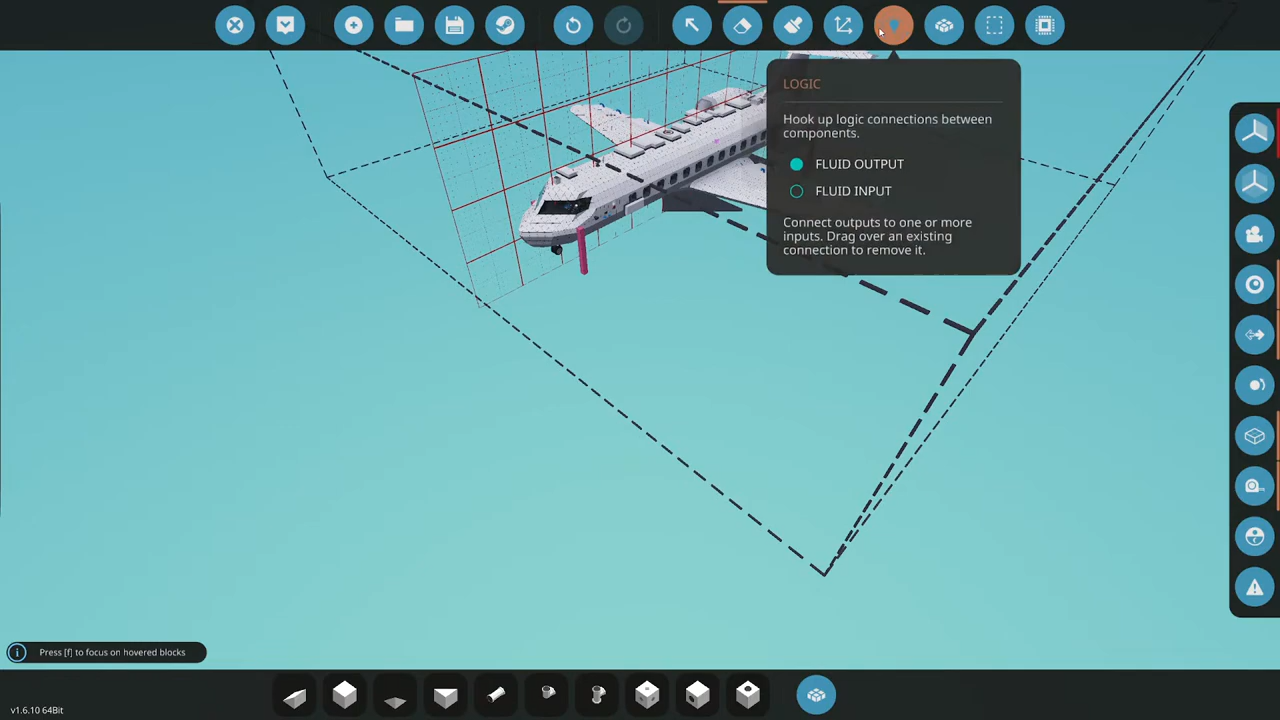 LOGIC
Hook up logic connections between
components.
FLUID OUTPUT
FLUID INPUT
Connect outputs to one or more
inputs. Drag over an existing
connection to remove it.
i Press [f] to focus on hovered blocks
v1.6.10 64Bit